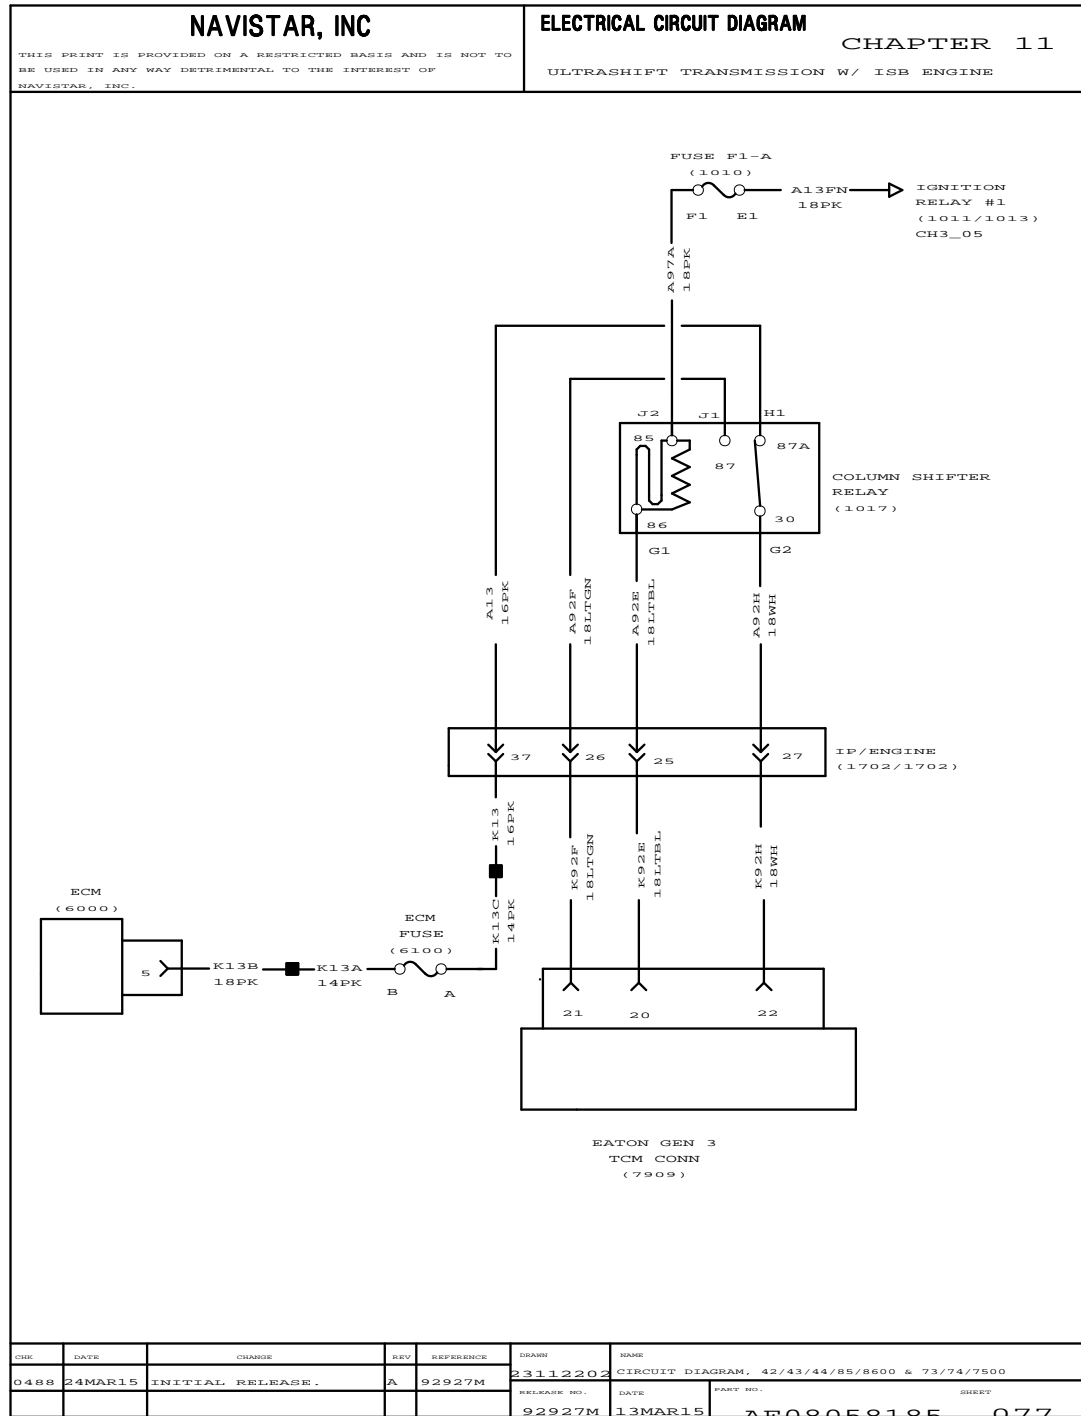 NAVISTAR, INC
THIS PRINT IS PROVIDED ON A RESTRICTED BASIS AND IS NOT TO
BE USED IN ANY WAY DETRIMENTAL TO THE INTEREST OF
NAVISTAR, INC.
ELECTRICAL CIRCUIT DIAGRAM
CHAPTER 11
ULTRASHIFT TRANSMISSION W/ ISB ENGINE
FUSE F1-A
(1010)
F1 E1
A13FN
18PK
IGNITION
RELAY #1
(1011/1013)
CH3_05
A97A
18PK
J2 J1 H1
85
87
87A
86
30
G1
G2
COLUMN SHIFTER
RELAY
(1017)
A13
16PK
A92F
18LTGN
A92E
18LTBL
A92H
18WH
37
26
25
27
IP/ENGINE
(1702/1702)
K13
16PK
K92F
18LTGN
K92E
18LTBL
K92H
18WH
K13C
14PK
ECM
(6000)
5
K13B
18PK
K13A
14PK
ECM
FUSE
(6100)
B A
21
20
22
EATON GEN 3
TCM CONN
(7909)
CHK DATE CHANGE REV REFERENCE
0488 24MAR15 INITIAL RELEASE. A 92927M
DRAWN
23112202
NAME
CIRCUIT DIAGRAM, 42/43/44/85/8600 & 73/74/7500
RELEASE NO.
92927M
DATE
13MAR15
PART NO.
SHEET
AE08058185 077